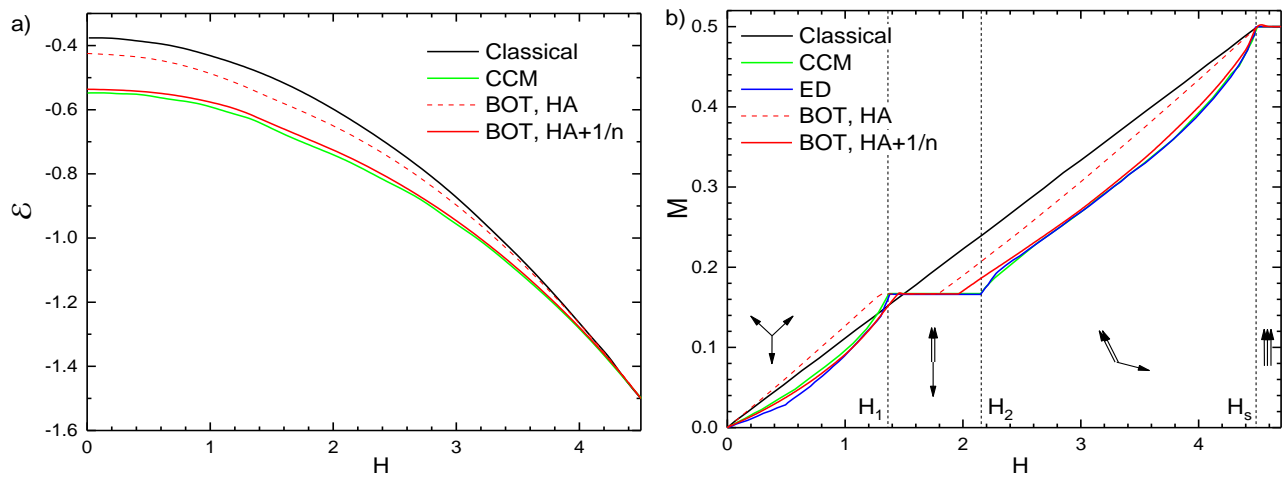 a)
Classical
CCM
BOT, HA
BOT, HA+1/n
ℰ
-0.4
-0.6
-0.8
-1.0
-1.2
-1.4
-1.6
0 1 2 3 4
H
b)
Classical
CCM
ED
BOT, HA
BOT, HA+1/n
M
0.5
0.4
0.3
0.2
0.1
0.0
H₁ H₂ Hₛ
0 1 2 3 4
H